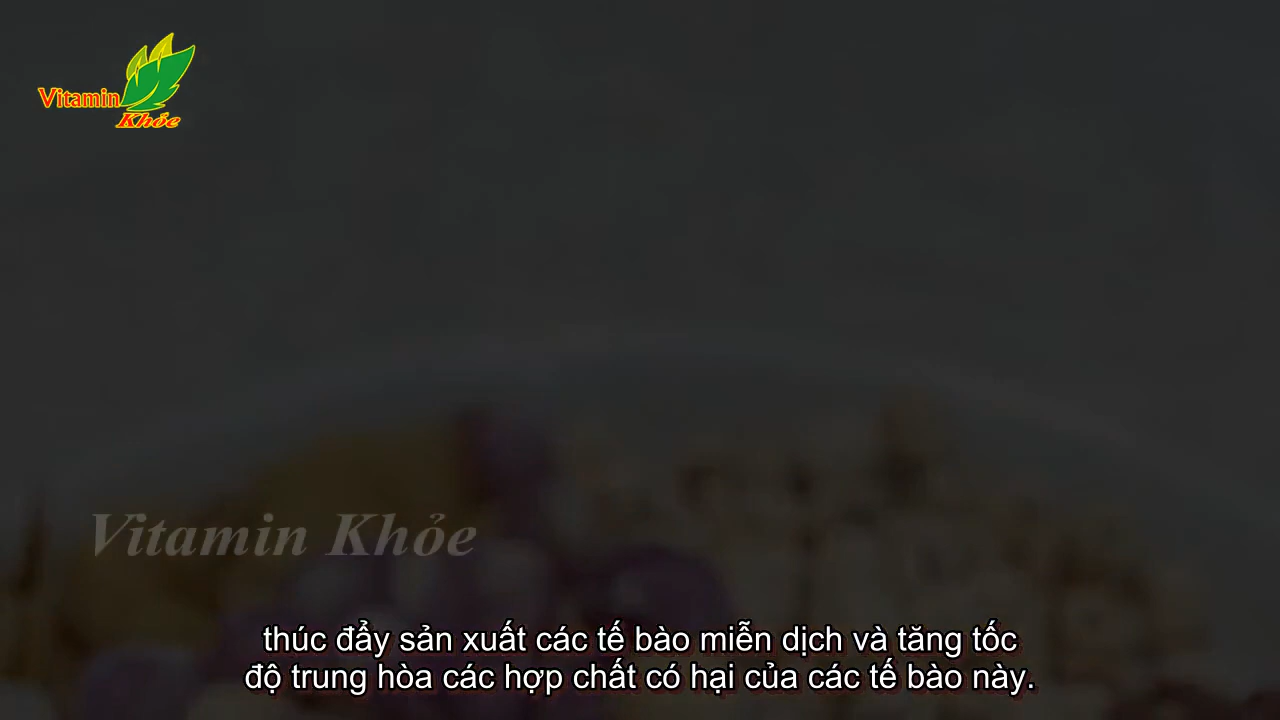 Vitamin
Khỏe
Vitamin Khỏe
thúc đẩy sản xuất các tế bào miễn dịch và tăng tốc
độ trung hòa các hợp chất có hại của các tế bào này.